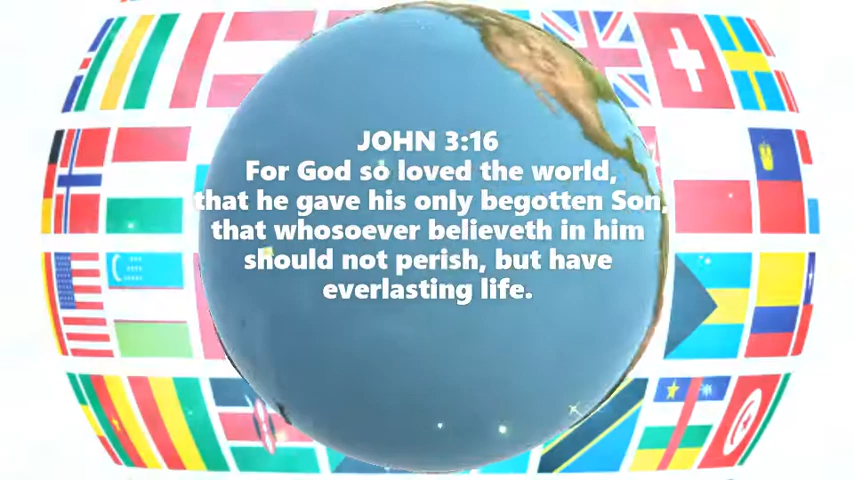 JOHN 3:16
For God so loved the world,
that he gave his only begotten Son,
that whosoever believeth in him
should not perish, but have
everlasting life.